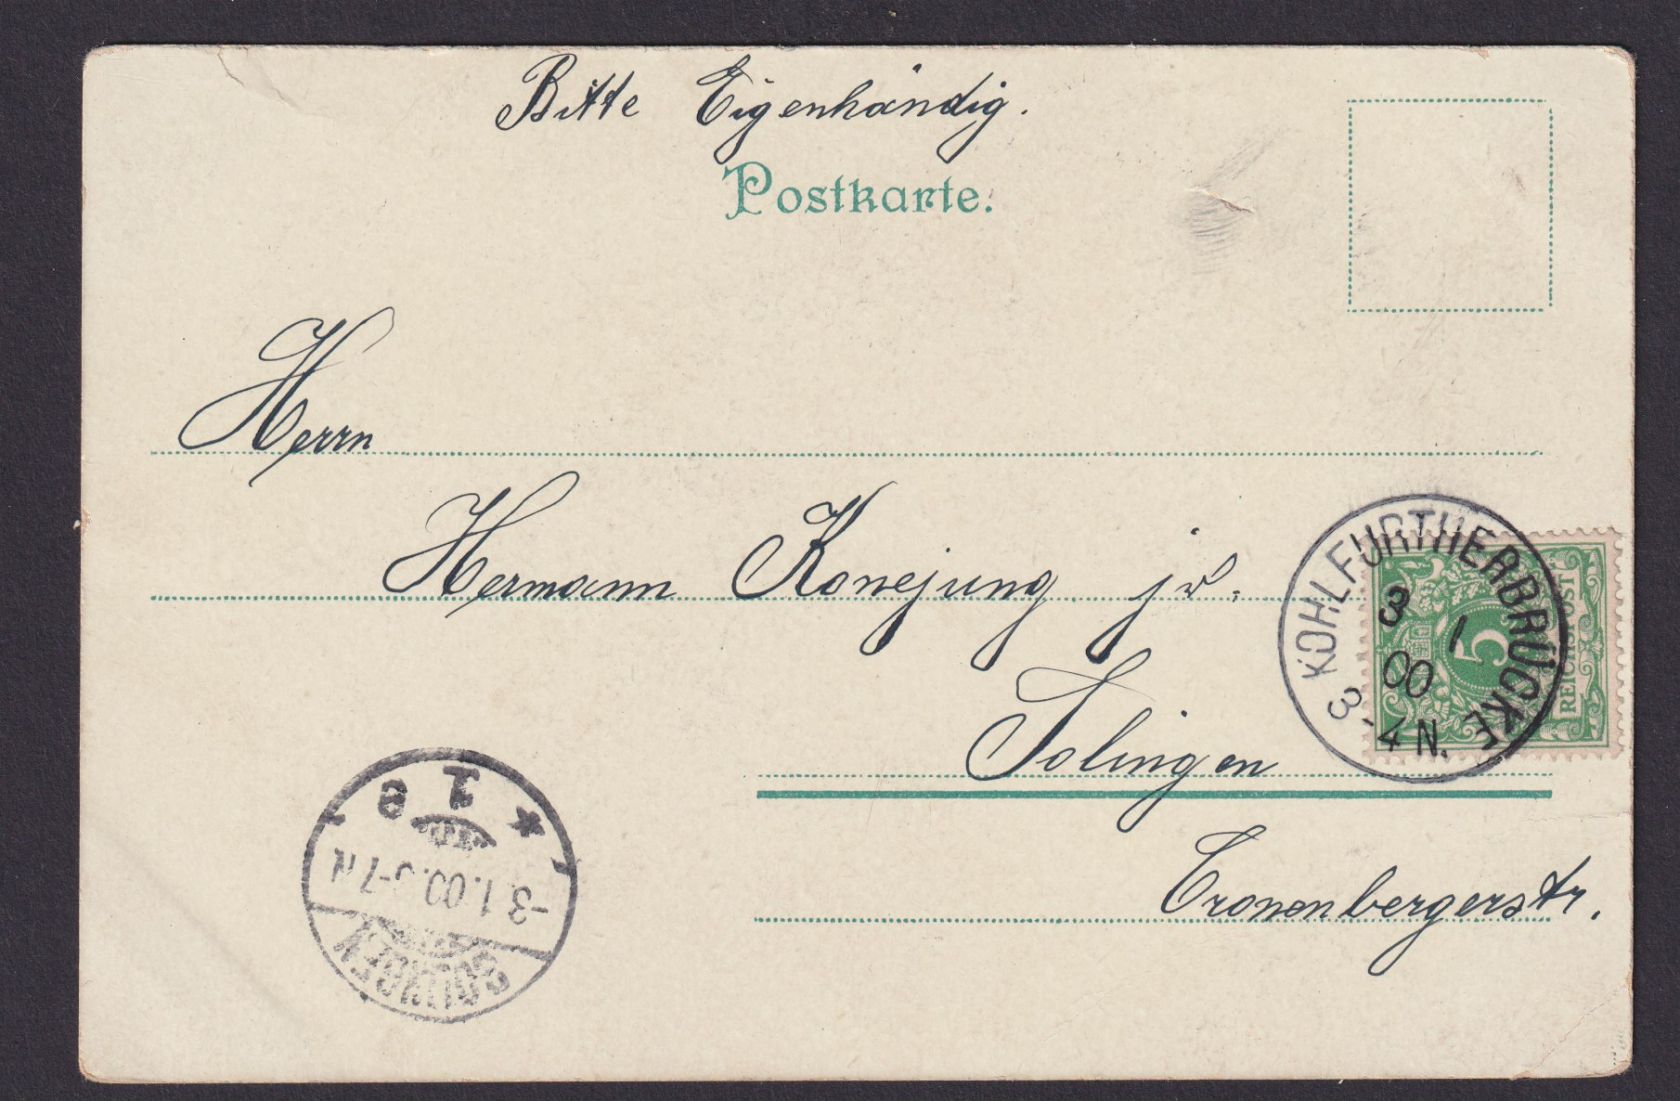 Bitte Eigenhändig.
Postkarte.
Herrn
Hermann Konejung jr.
KOHLFURTHERBRÜCKE
3 1
00
3-4 N.
5
REICHSPOST
Solingen
Cronenbergerstr.
* 1 e
-3.1.00.6-7 N
SOLINGEN